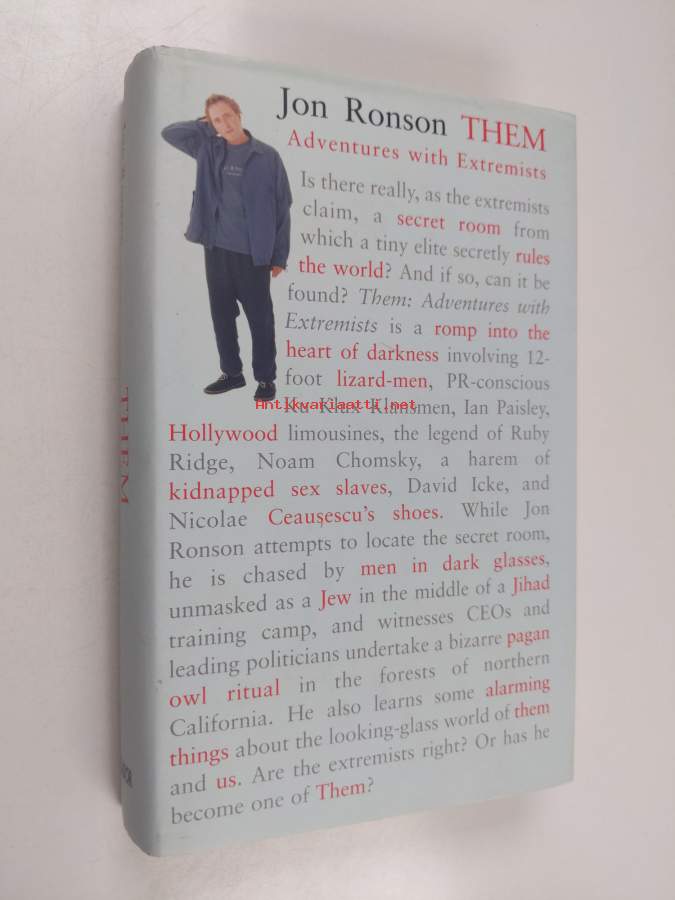 Jon Ronson THEM
Adventures with Extremists
Is there really, as the extremists
claim, a secret room from
which a tiny elite secretly rules
the world? And if so, can it be
found? Them: Adventures with
Extremists is a romp into the
heart of darkness involving 12-
foot lizard-men, PR-conscious
Antikvariaatti.net
Ku Klux Klansmen, Ian Paisley,
Hollywood limousines, the legend of Ruby
Ridge, Noam Chomsky, a harem of
kidnapped sex slaves, David Icke, and
Nicolae Ceauşescu's shoes. While Jon
Ronson attempts to locate the secret room,
he is chased by men in dark glasses,
unmasked as a Jew in the middle of a Jihad
training camp, and witnesses CEOs and
leading politicians undertake a bizarre pagan
owl ritual in the forests of northern
California. He also learns some alarming
things about the looking-glass world of them
and us. Are the extremists right? Or has he
become one of Them?
THEM